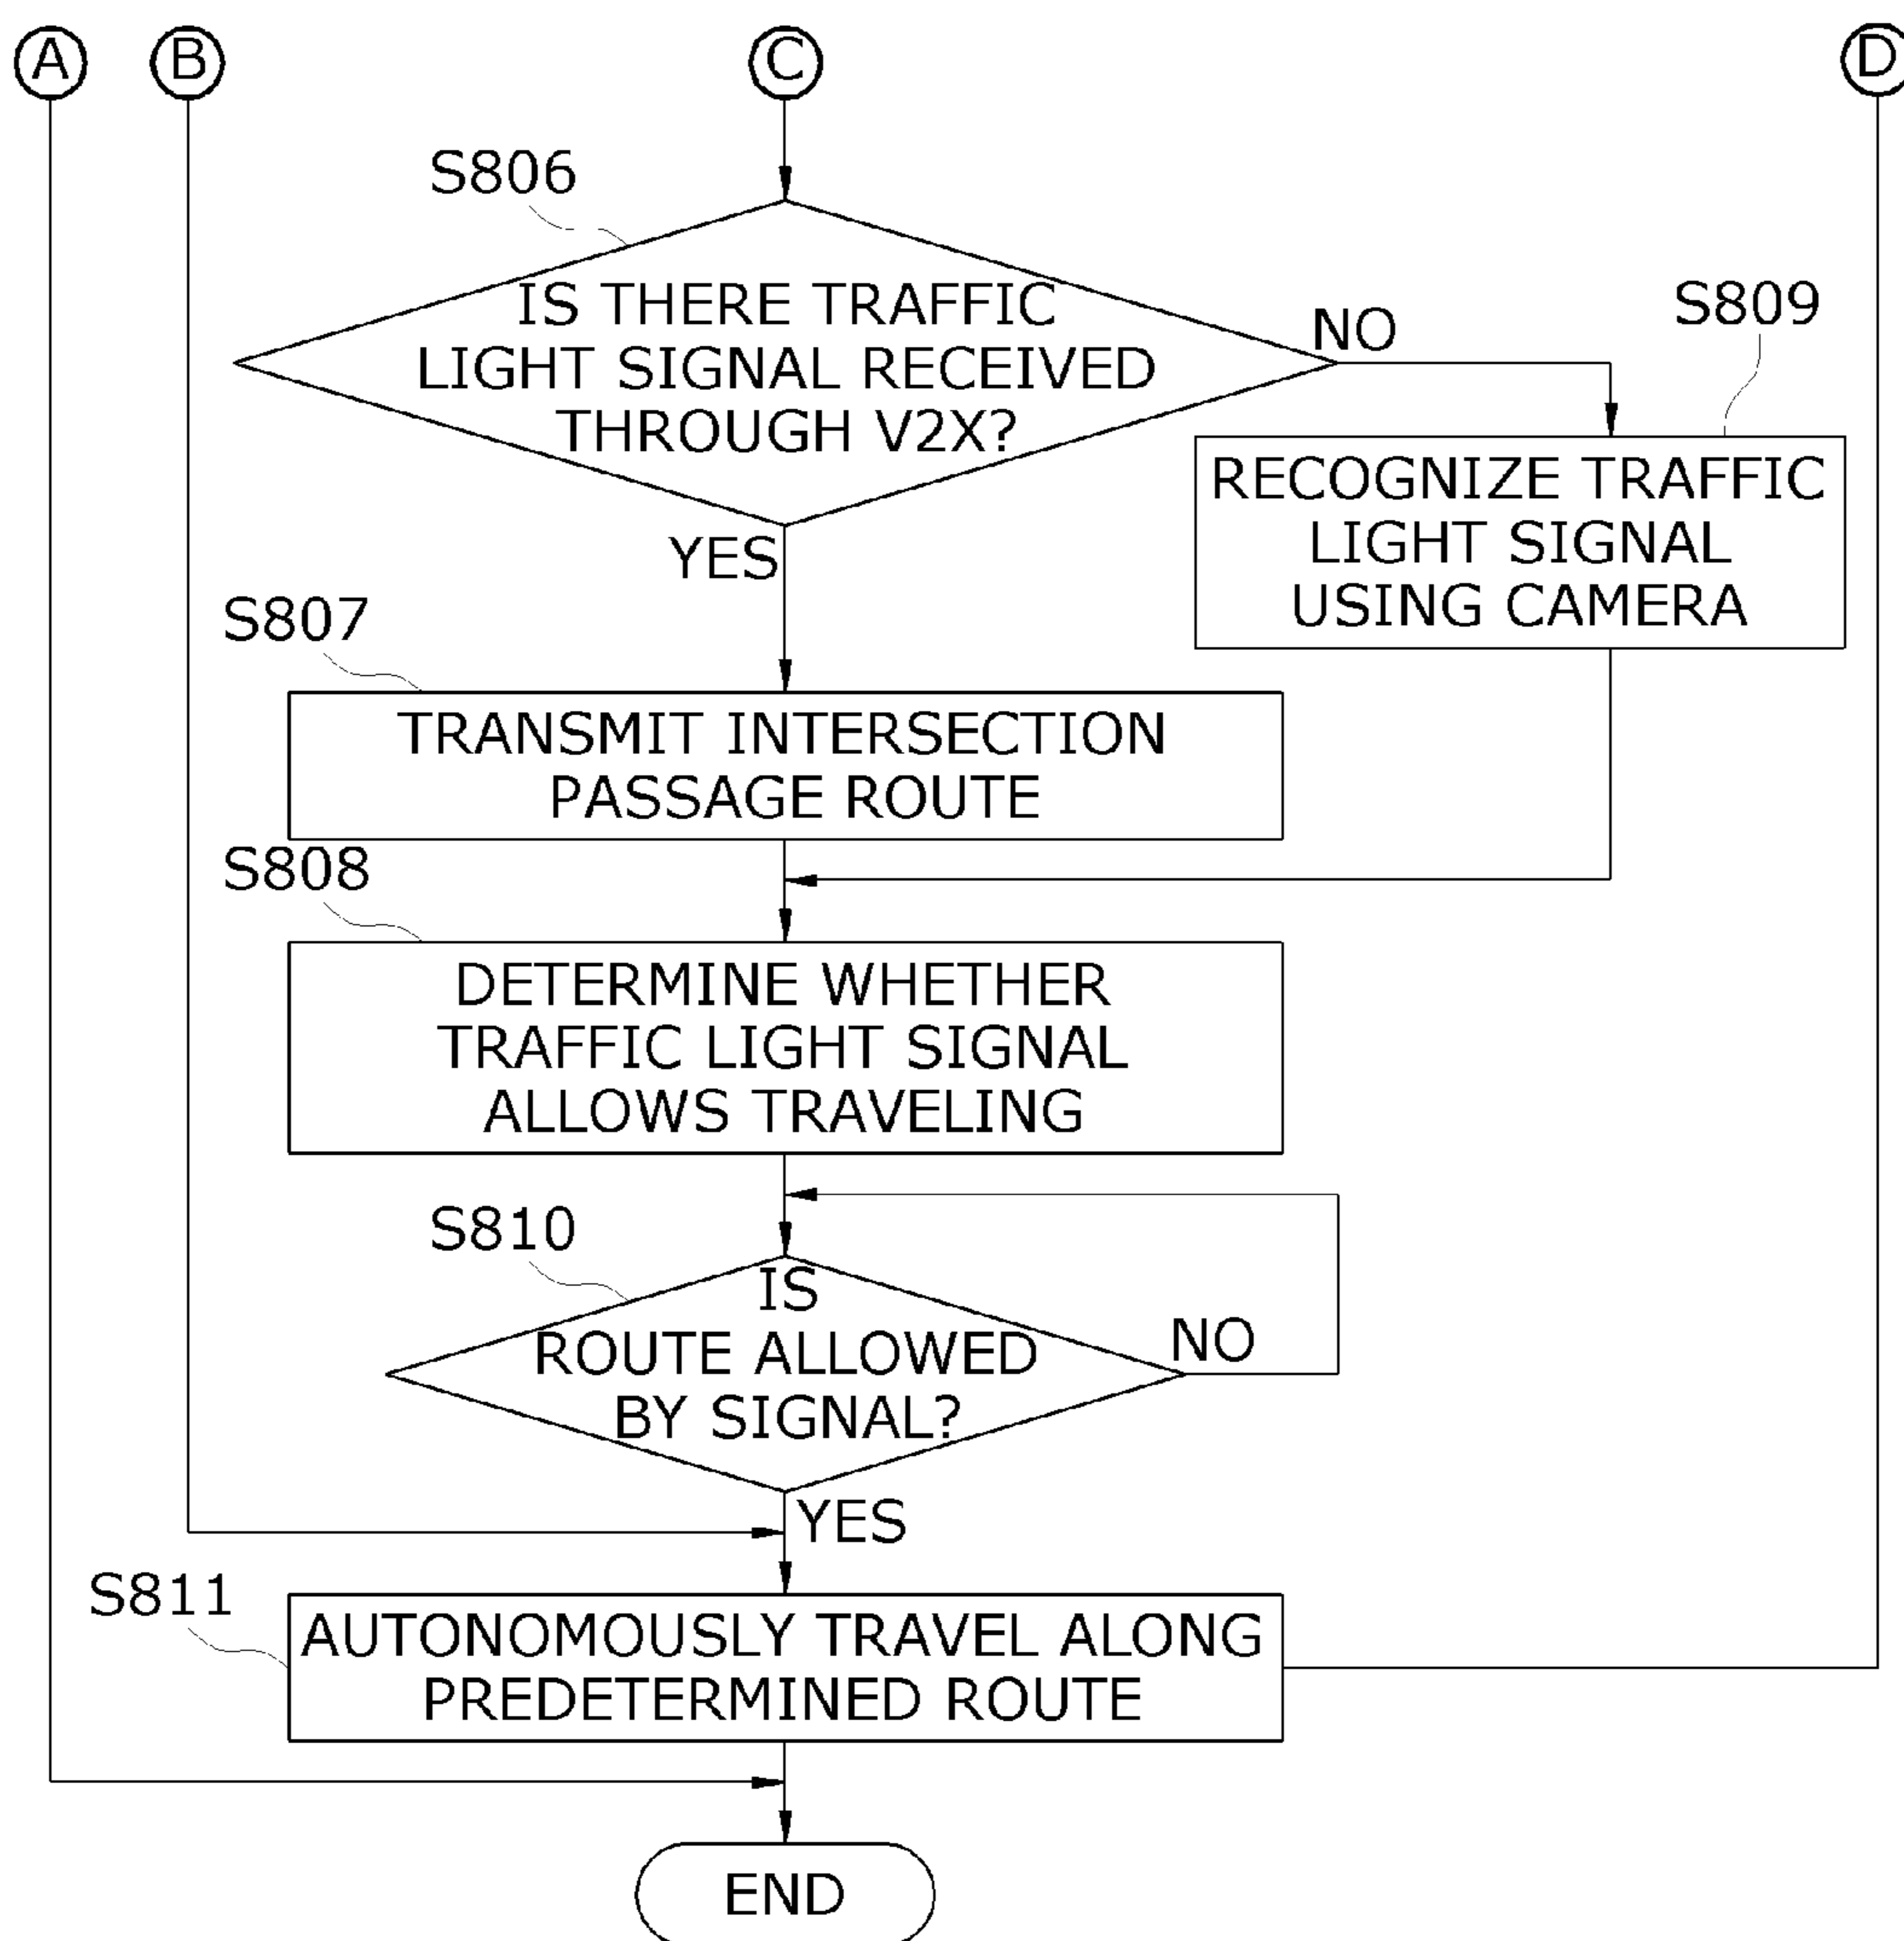 A
B
C
D
S806
IS THERE TRAFFIC
LIGHT SIGNAL RECEIVED
THROUGH V2X?
NO
S809
RECOGNIZE TRAFFIC
LIGHT SIGNAL
USING CAMERA
YES
S807
TRANSMIT INTERSECTION
PASSAGE ROUTE
S808
DETERMINE WHETHER
TRAFFIC LIGHT SIGNAL
ALLOWS TRAVELING
S810
IS
ROUTE ALLOWED
BY SIGNAL?
NO
YES
S811
AUTONOMOUSLY TRAVEL ALONG
PREDETERMINED ROUTE
END